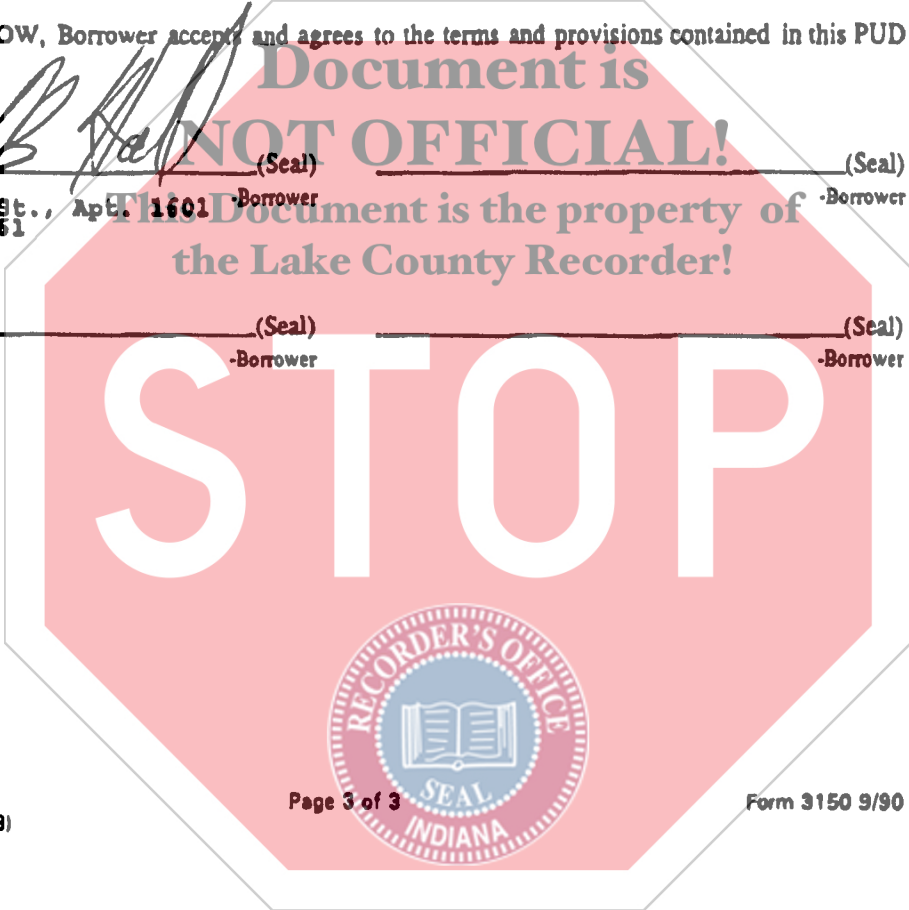 OW, Borrower accepts and agrees to the terms and provisions contained in this PUD
Document is
NOT OFFICIAL!
(Seal) (Seal)
t., Apt. 1601 -Borrower -Borrower
51
This Document is the property of
the Lake County Recorder!
(Seal) (Seal)
-Borrower -Borrower
STOP
RECORDER'S OFFICE
SEAL
INDIANA
Page 3 of 3 Form 3150 9/90
)